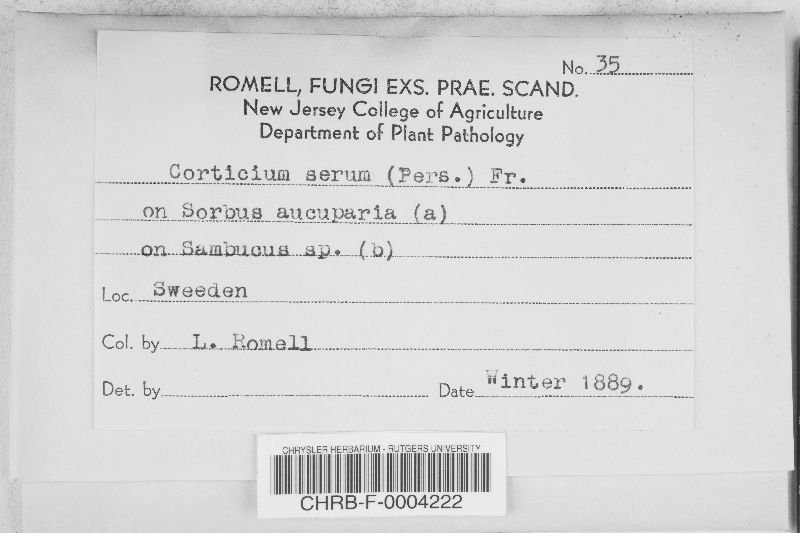 No. 35
ROMELL, FUNGI EXS. PRAE. SCAND.
New Jersey College of Agriculture
Department of Plant Pathology
Corticium serum (Pers.) Fr.
on Sorbus aucuparia (a)
on Sambucus sp. (b)
Loc. Sweeden
Col. by L. Romell
Det. by Date Winter 1889.
CHRYSLER HERBARIUM - RUTGERS UNIVERSITY
CHRB-F-0004222